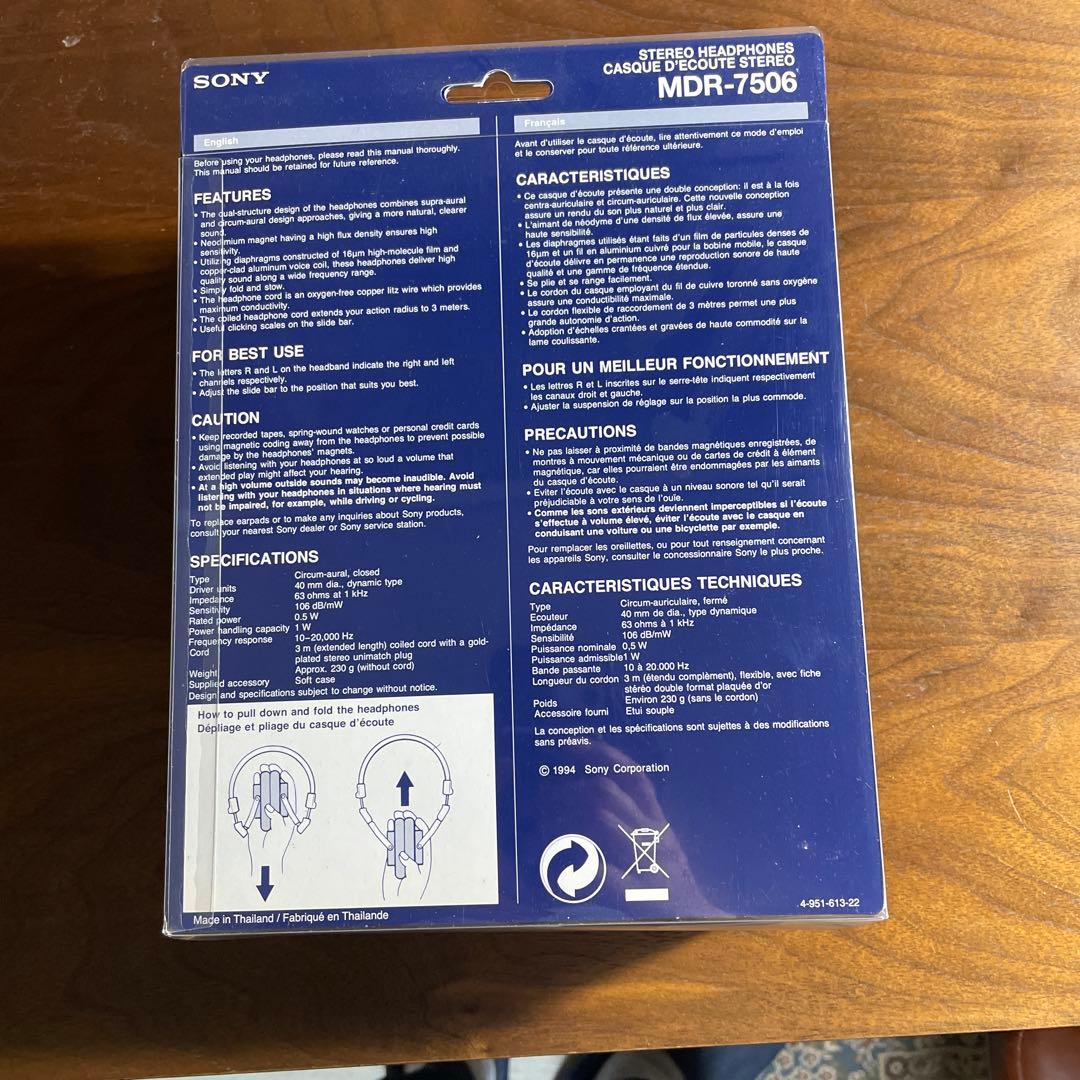 SONY
STEREO HEADPHONES
CASQUE D'ECOUTE STEREO
MDR-7506
English
Before using your headphones, please read this manual thoroughly.
This manual should be retained for future reference.
FEATURES
• The dual-structure design of the headphones combines supra-aural
and circum-aural design approaches, giving a more natural, clearer
sound.
• Neodimium magnet having a high flux density ensures high
sensitivity.
• Utilizing diaphragms constructed of 16µm high-molecule film and
copper-clad aluminum voice coil, these headphones deliver high
quality sound along a wide frequency range.
• Simply fold and stow.
• The headphone cord is an oxygen-free copper litz wire which provides
maximum conductivity.
• The coiled headphone cord extends your action radius to 3 meters.
• Useful clicking scales on the slide bar.
FOR BEST USE
• The letters R and L on the headband indicate the right and left
channels respectively.
• Adjust the slide bar to the position that suits you best.
CAUTION
• Keep recorded tapes, spring-wound watches or personal credit cards
using magnetic coding away from the headphones to prevent possible
damage by the headphones' magnets.
• Avoid listening with your headphones at so loud a volume that
extended play might affect your hearing.
• At a high volume outside sounds may become inaudible. Avoid
listening with your headphones in situations where hearing must
not be impaired, for example, while driving or cycling.
To replace earpads or to make any inquiries about Sony products,
consult your nearest Sony dealer or Sony service station.
SPECIFICATIONS
Type Circum-aural, closed
Driver units 40 mm dia., dynamic type
Impedance 63 ohms at 1 kHz
Sensitivity 106 dB/mW
Rated power 0.5 W
Power handling capacity 1 W
Frequency response 10–20,000 Hz
Cord 3 m (extended length) coiled cord with a gold-
plated stereo unimatch plug
Weight Approx. 230 g (without cord)
Supplied accessory Soft case
Design and specifications subject to change without notice.
How to pull down and fold the headphones
Dépliage et pliage du casque d'écoute
Made in Thailand / Fabriqué en Thaïlande
Français
Avant d'utiliser le casque d'écoute, lire attentivement ce mode d'emploi
et le conserver pour toute référence ultérieure.
CARACTERISTIQUES
• Ce casque d'écoute présente une double conception: il est à la fois
centra-auriculaire et circum-auriculaire. Cette nouvelle conception
assure un rendu du son plus naturel et plus clair.
• L'aimant de néodyme d'une densité de flux élevée, assure une
haute sensibilité.
• Les diaphragmes utilisés étant faits d'un film de particules denses de
16µm et un fil en aluminium cuivré pour la bobine mobile, le casque
d'écoute délivre en permanence une reproduction sonore de haute
qualité et une gamme de fréquence étendue.
• Se plie et se range facilement.
• Le cordon du casque employant du fil de cuivre toronné sans oxygène
assure une conductibilité maximale.
• Le cordon flexible de raccordement de 3 mètres permet une plus
grande autonomie d'action.
• Adoption d'échelles crantées et gravées de haute commodité sur la
lame coulissante.
POUR UN MEILLEUR FONCTIONNEMENT
• Les lettres R et L inscrites sur le serre-tête indiquent respectivement
les canaux droit et gauche.
• Ajuster la suspension de réglage sur la position la plus commode.
PRECAUTIONS
• Ne pas laisser à proximité de bandes magnétiques enregistrées, de
montres à mouvement mécanique ou de cartes de crédit à élément
magnétique, car elles pourraient être endommagées par les aimants
du casque d'écoute.
• Eviter l'écoute avec le casque à un niveau sonore tel qu'il serait
préjudiciable à votre sens de l'ouïe.
• Comme les sons extérieurs deviennent imperceptibles si l'écoute
s'effectue à volume élevé, éviter l'écoute avec le casque en
conduisant une voiture ou une bicyclette par exemple.
Pour remplacer les oreillettes, ou pour tout renseignement concernant
les appareils Sony, consulter le concessionnaire Sony le plus proche.
CARACTERISTIQUES TECHNIQUES
Type Circum-auriculaire, fermé
Ecouteur 40 mm de dia., type dynamique
Impédance 63 ohms à 1 kHz
Sensibilité 106 dB/mW
Puissance nominale 0,5 W
Puissance admissible 1 W
Bande passante 10 à 20.000 Hz
Longueur du cordon 3 m (étendu complément), flexible, avec fiche
stéréo double format plaquée d'or
Poids Environ 230 g (sans le cordon)
Accessoire fourni Etui souple
La conception et les spécifications sont sujettes à des modifications
sans préavis.
© 1994 Sony Corporation
4-951-613-22